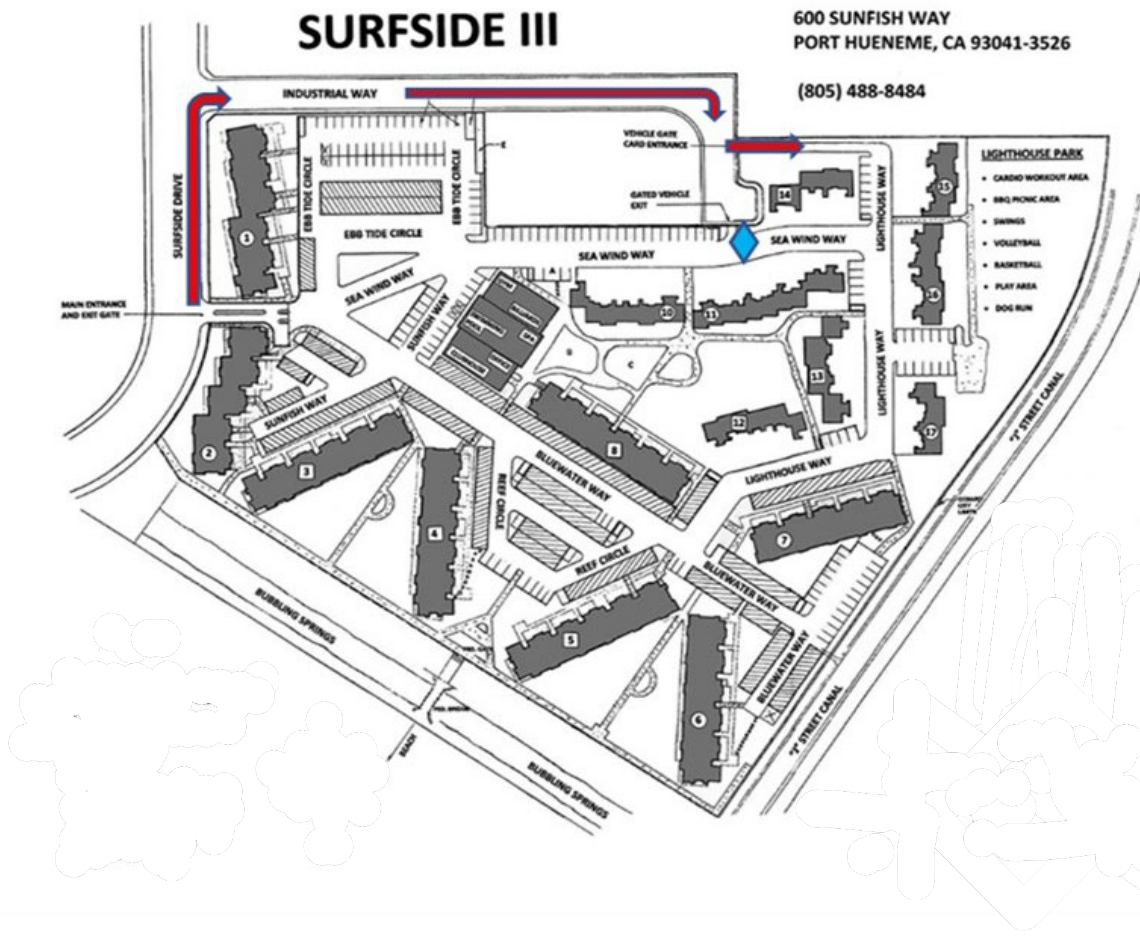 SURFSIDE III
600 SUNFISH WAY
PORT HUENEME, CA 93041-3526
(805) 488-8484
INDUSTRIAL WAY
VEHICLE GATE
CARD ENTRANCE
GATED VEHICLE
EXIT
LIGHTHOUSE PARK
• CARDIO WORKOUT AREA
• BBQ PICNIC AREA
• SWINGS
• VOLLEYBALL
• BASKETBALL
• PLAY AREA
• DOG RUN
SURFSIDE DRIVE
EBB TIDE CIRCLE
EBB TIDE CIRCLE
EBB TIDE CIRCLE
E
1
14
15
LIGHTHOUSE WAY
SEA WIND WAY
SEA WIND WAY
SEA WIND WAY
A
MAIN ENTRANCE
AND EXIT GATE
SUNFISH WAY
SWIMMING
POOL
SPA
OFFICE
CLUBHOUSE
10
11
16
B
C
13
LIGHTHOUSE WAY
12
17
2
SUNFISH WAY
3
8
BLUEWATER WAY
LIGHTHOUSE WAY
"J" STREET CANAL
4
REEF CIRCLE
7
REEF CIRCLE
BLUEWATER WAY
5
BUBBLING SPRINGS
6
BLUEWATER WAY
"J" STREET CANAL
BEACH
BUBBLING SPRINGS